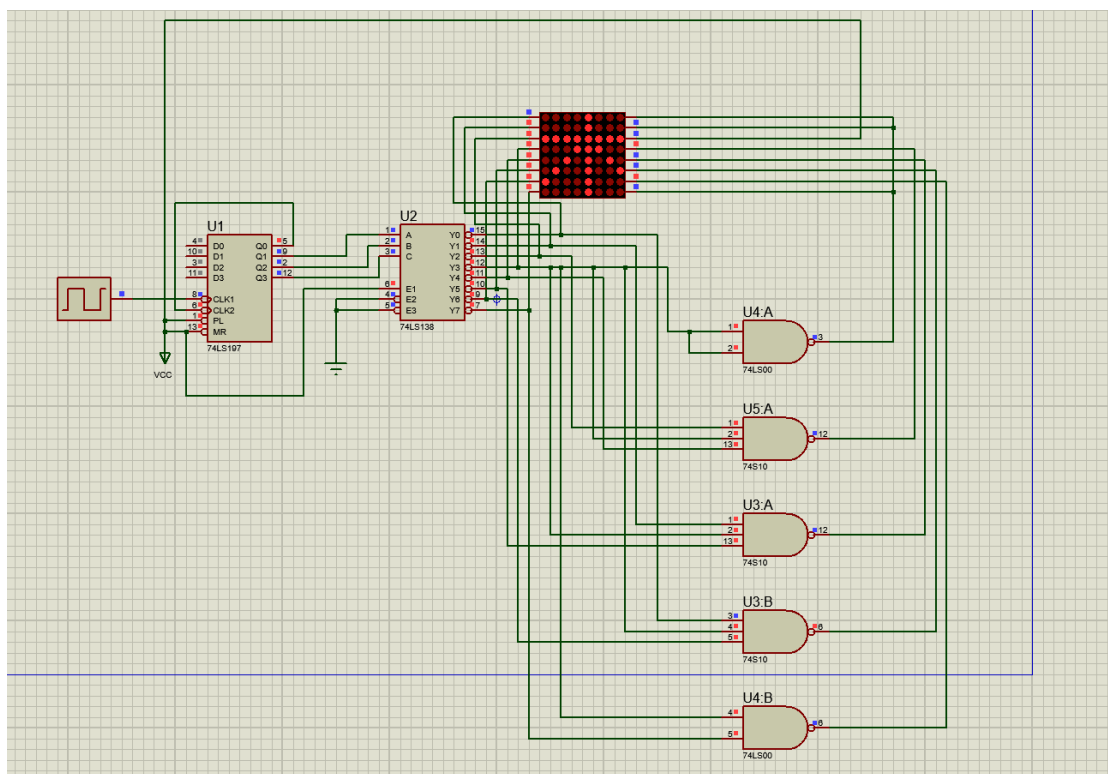 U1
4 D0 Q0 5
10 D1 Q1 9
3 D2 Q2 2
11 D3 Q3 12
8 CLK1
6 CLK2
1 PL
13 MR
74LS197
VCC
U2
1 A Y0 15
2 B Y1 14
3 C Y2 13
Y3 12
Y4 11
6 E1 Y5 10
4 E2 Y6 9
5 E3 Y7 7
74LS138
U4:A
1
2
3
74LS00
U5:A
1
2
13
12
74S10
U3:A
1
2
13
12
74S10
U3:B
3
4
5
6
74S10
U4:B
4
5
6
74LS00